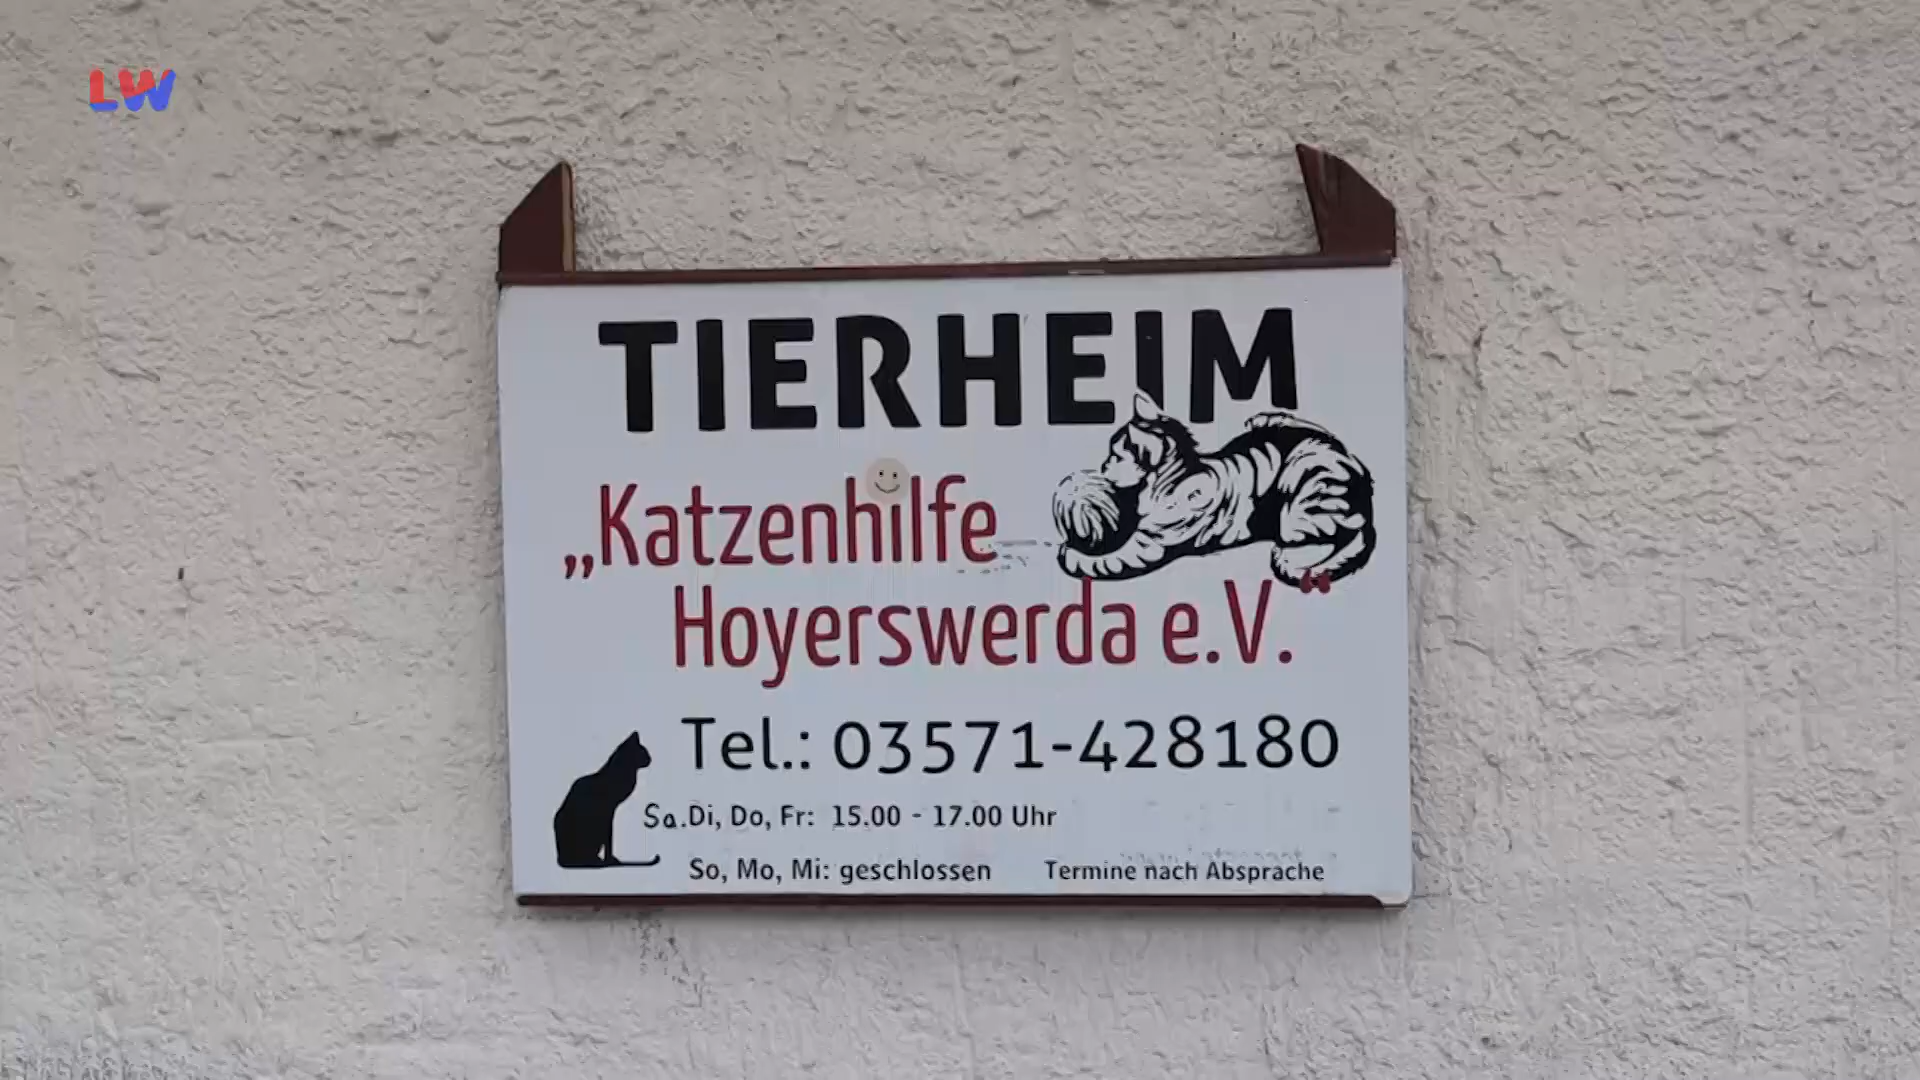 LW
TIERHEIM
„Katzenhilfe
Hoyerswerda e.V.“
Tel.: 03571-428180
Sa.Di, Do, Fr: 15.00 - 17.00 Uhr
So, Mo, Mi: geschlossen Termine nach Absprache